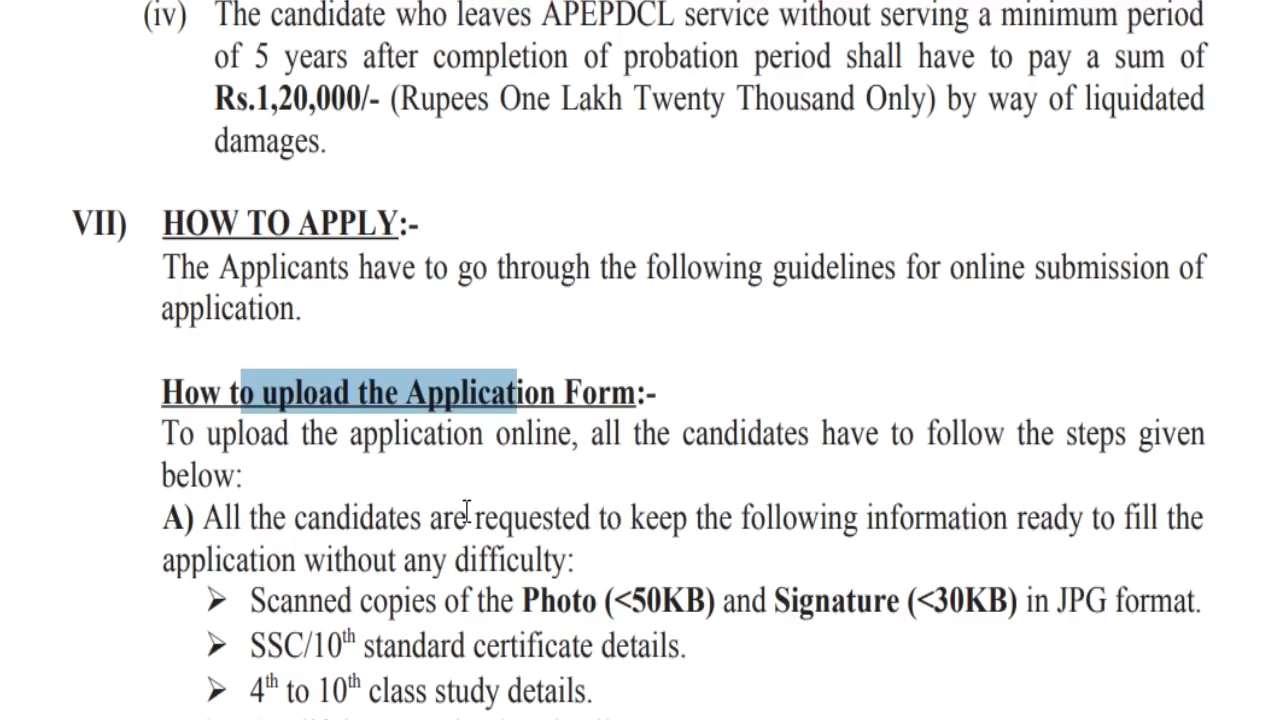 (iv) The candidate who leaves APEPDCL service without serving a minimum period
of 5 years after completion of probation period shall have to pay a sum of
Rs.1,20,000/- (Rupees One Lakh Twenty Thousand Only) by way of liquidated
damages.
VII) HOW TO APPLY:-
The Applicants have to go through the following guidelines for online submission of
application.
How to upload the Application Form:-
To upload the application online, all the candidates have to follow the steps given
below:
A) All the candidates are requested to keep the following information ready to fill the
application without any difficulty:
➢ Scanned copies of the Photo (<50KB) and Signature (<30KB) in JPG format.
➢ SSC/10th standard certificate details.
➢ 4th to 10th class study details.